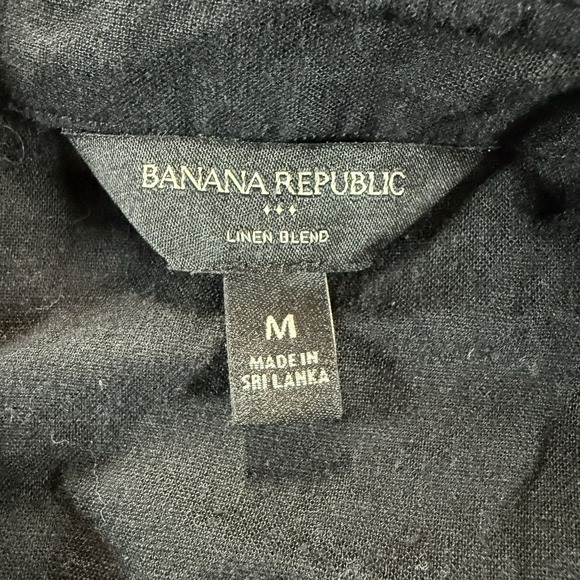 BANANA REPUBLIC
LINEN BLEND
M
MADE IN
SRI LANKA